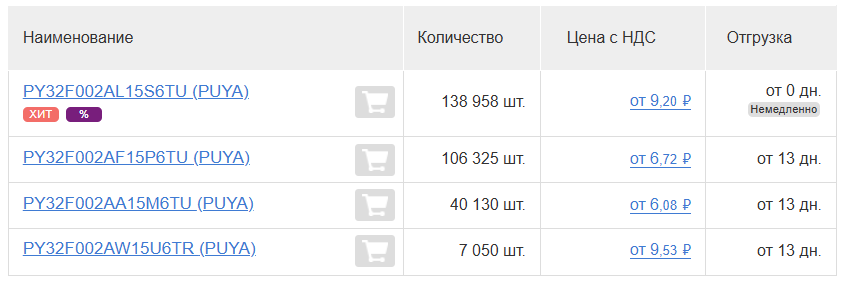 Наименование Количество Цена с НДС Отгрузка
PY32F002AL15S6TU (PUYA) 138 958 шт. от 9,20 ₽ от 0 дн.
ХИТ % Немедленно
PY32F002AF15P6TU (PUYA) 106 325 шт. от 6,72 ₽ от 13 дн.
PY32F002AA15M6TU (PUYA) 40 130 шт. от 6,08 ₽ от 13 дн.
PY32F002AW15U6TR (PUYA) 7 050 шт. от 9,53 ₽ от 13 дн.